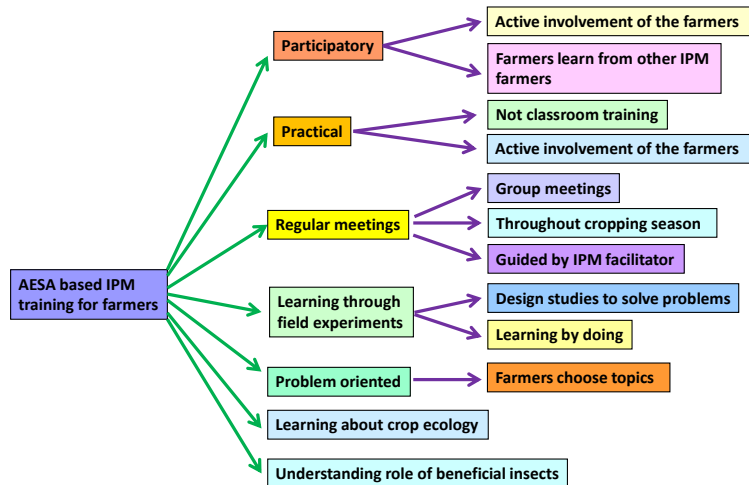 AESA based IPM
training for farmers
Participatory
Active involvement of the farmers
Farmers learn from other IPM
farmers
Practical
Not classroom training
Active involvement of the farmers
Regular meetings
Group meetings
Throughout cropping season
Guided by IPM facilitator
Learning through
field experiments
Design studies to solve problems
Learning by doing
Problem oriented
Farmers choose topics
Learning about crop ecology
Understanding role of beneficial insects